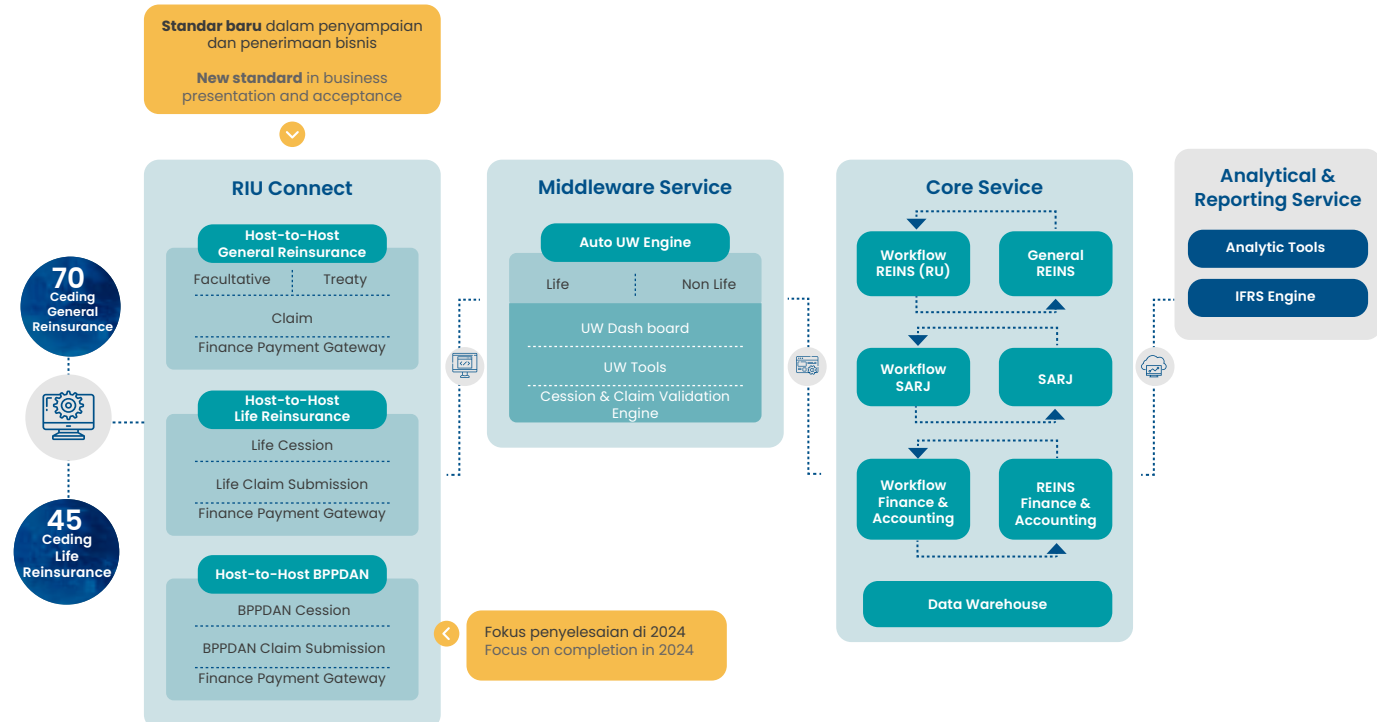 Standar baru dalam penyampaian
dan penerimaan bisnis
New standard in business
presentation and acceptance
70
Ceding
General
Reinsurance
45
Ceding
Life
Reinsurance
RIU Connect
Host-to-Host
General Reinsurance
Facultative
Treaty
Claim
Finance Payment Gateway
Host-to-Host
Life Reinsurance
Life Cession
Life Claim Submission
Finance Payment Gateway
Host-to-Host BPPDAN
BPPDAN Cession
BPPDAN Claim Submission
Finance Payment Gateway
Fokus penyelesaian di 2024
Focus on completion in 2024
Middleware Service
Auto UW Engine
Life
Non Life
UW Dash board
UW Tools
Cession & Claim Validation
Engine
Core Sevice
Workflow
REINS (RU)
General
REINS
Workflow
SARJ
SARJ
Workflow
Finance &
Accounting
REINS
Finance &
Accounting
Data Warehouse
Analytical &
Reporting Service
Analytic Tools
IFRS Engine